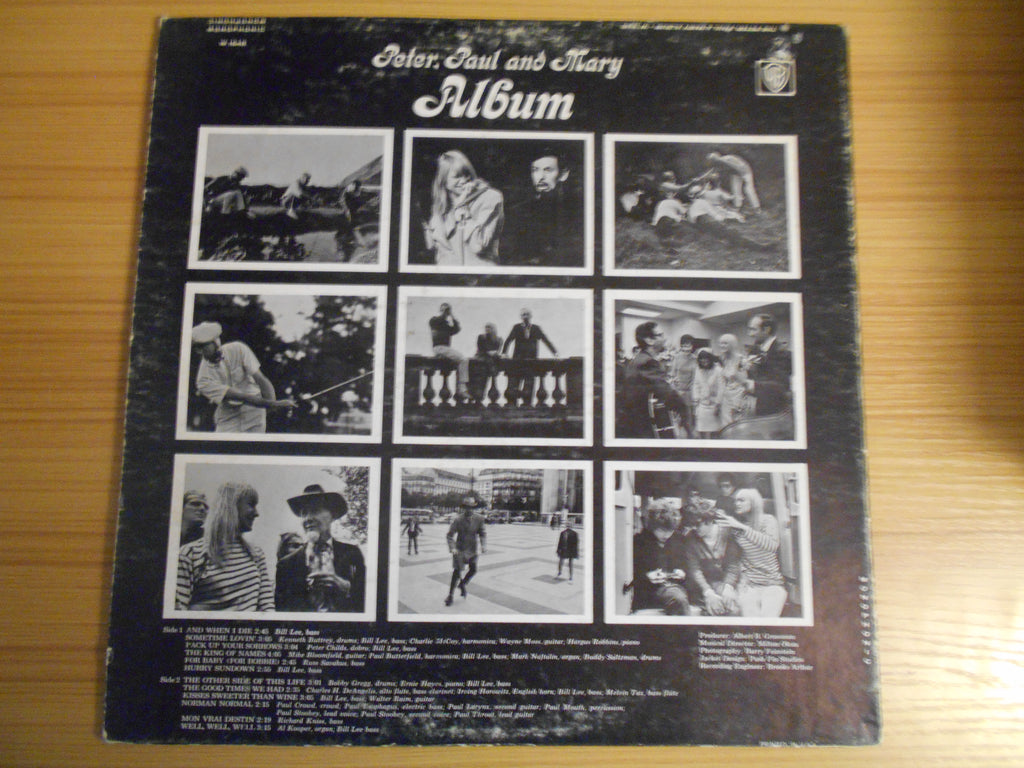 MONOPHONIC
W 1648
Peter, Paul and Mary
Album
Side 1 AND WHEN I DIE 2:45 Bill Lee, bass
SOMETIME LOVIN' 3:05 Kenneth Buttrey, drums; Bill Lee, bass; Charlie McCoy, harmonica; Wayne Moss, guitar; Hargus Robbins, piano
PACK UP YOUR SORROWS 3:04 Peter Childs, dobro; Bill Lee, bass
THE KING OF NAMES 4:05 Mike Bloomfield, guitar; Paul Butterfield, harmonica; Bill Lee, bass; Mark Naftalin, organ; Buddy Saltzman, drums
FOR BABY (FOR BOBBIE) 2:45 Russ Savakus, bass
HURRY SUNDOWN 2:55 Bill Lee, bass
Side 2 THE OTHER SIDE OF THIS LIFE 3:01 Bobby Gregg, drums; Ernie Hayes, piano; Bill Lee, bass
THE GOOD TIMES WE HAD 2:35 Charles H. DeAngelis, alto flute, bass clarinet; Irving Horowitz, English horn; Bill Lee, bass; Melvin Tax, bass flute
KISSES SWEETER THAN WINE 3:05 Bill Lee, bass; Walter Raim, guitar
NORMAN NORMAL 2:15 Paul Crowd, crowd; Paul Esophagus, electric bass; Paul Larynx, second guitar; Paul Mouth, percussion;
Paul Stookey, lead voice; Paul Stookey, second voice; Paul Throat, lead guitar
MON VRAI DESTIN 2:19 Richard Kniss, bass
WELL, WELL, WELL 3:15 Al Kooper, organ; Bill Lee, bass
Producer: Albert B. Grossman
Musical Director: Milton Okun
Photography: Barry Feinstein
Jacket Design: Push Pin Studios
Recording Engineer: Brooks Arthur